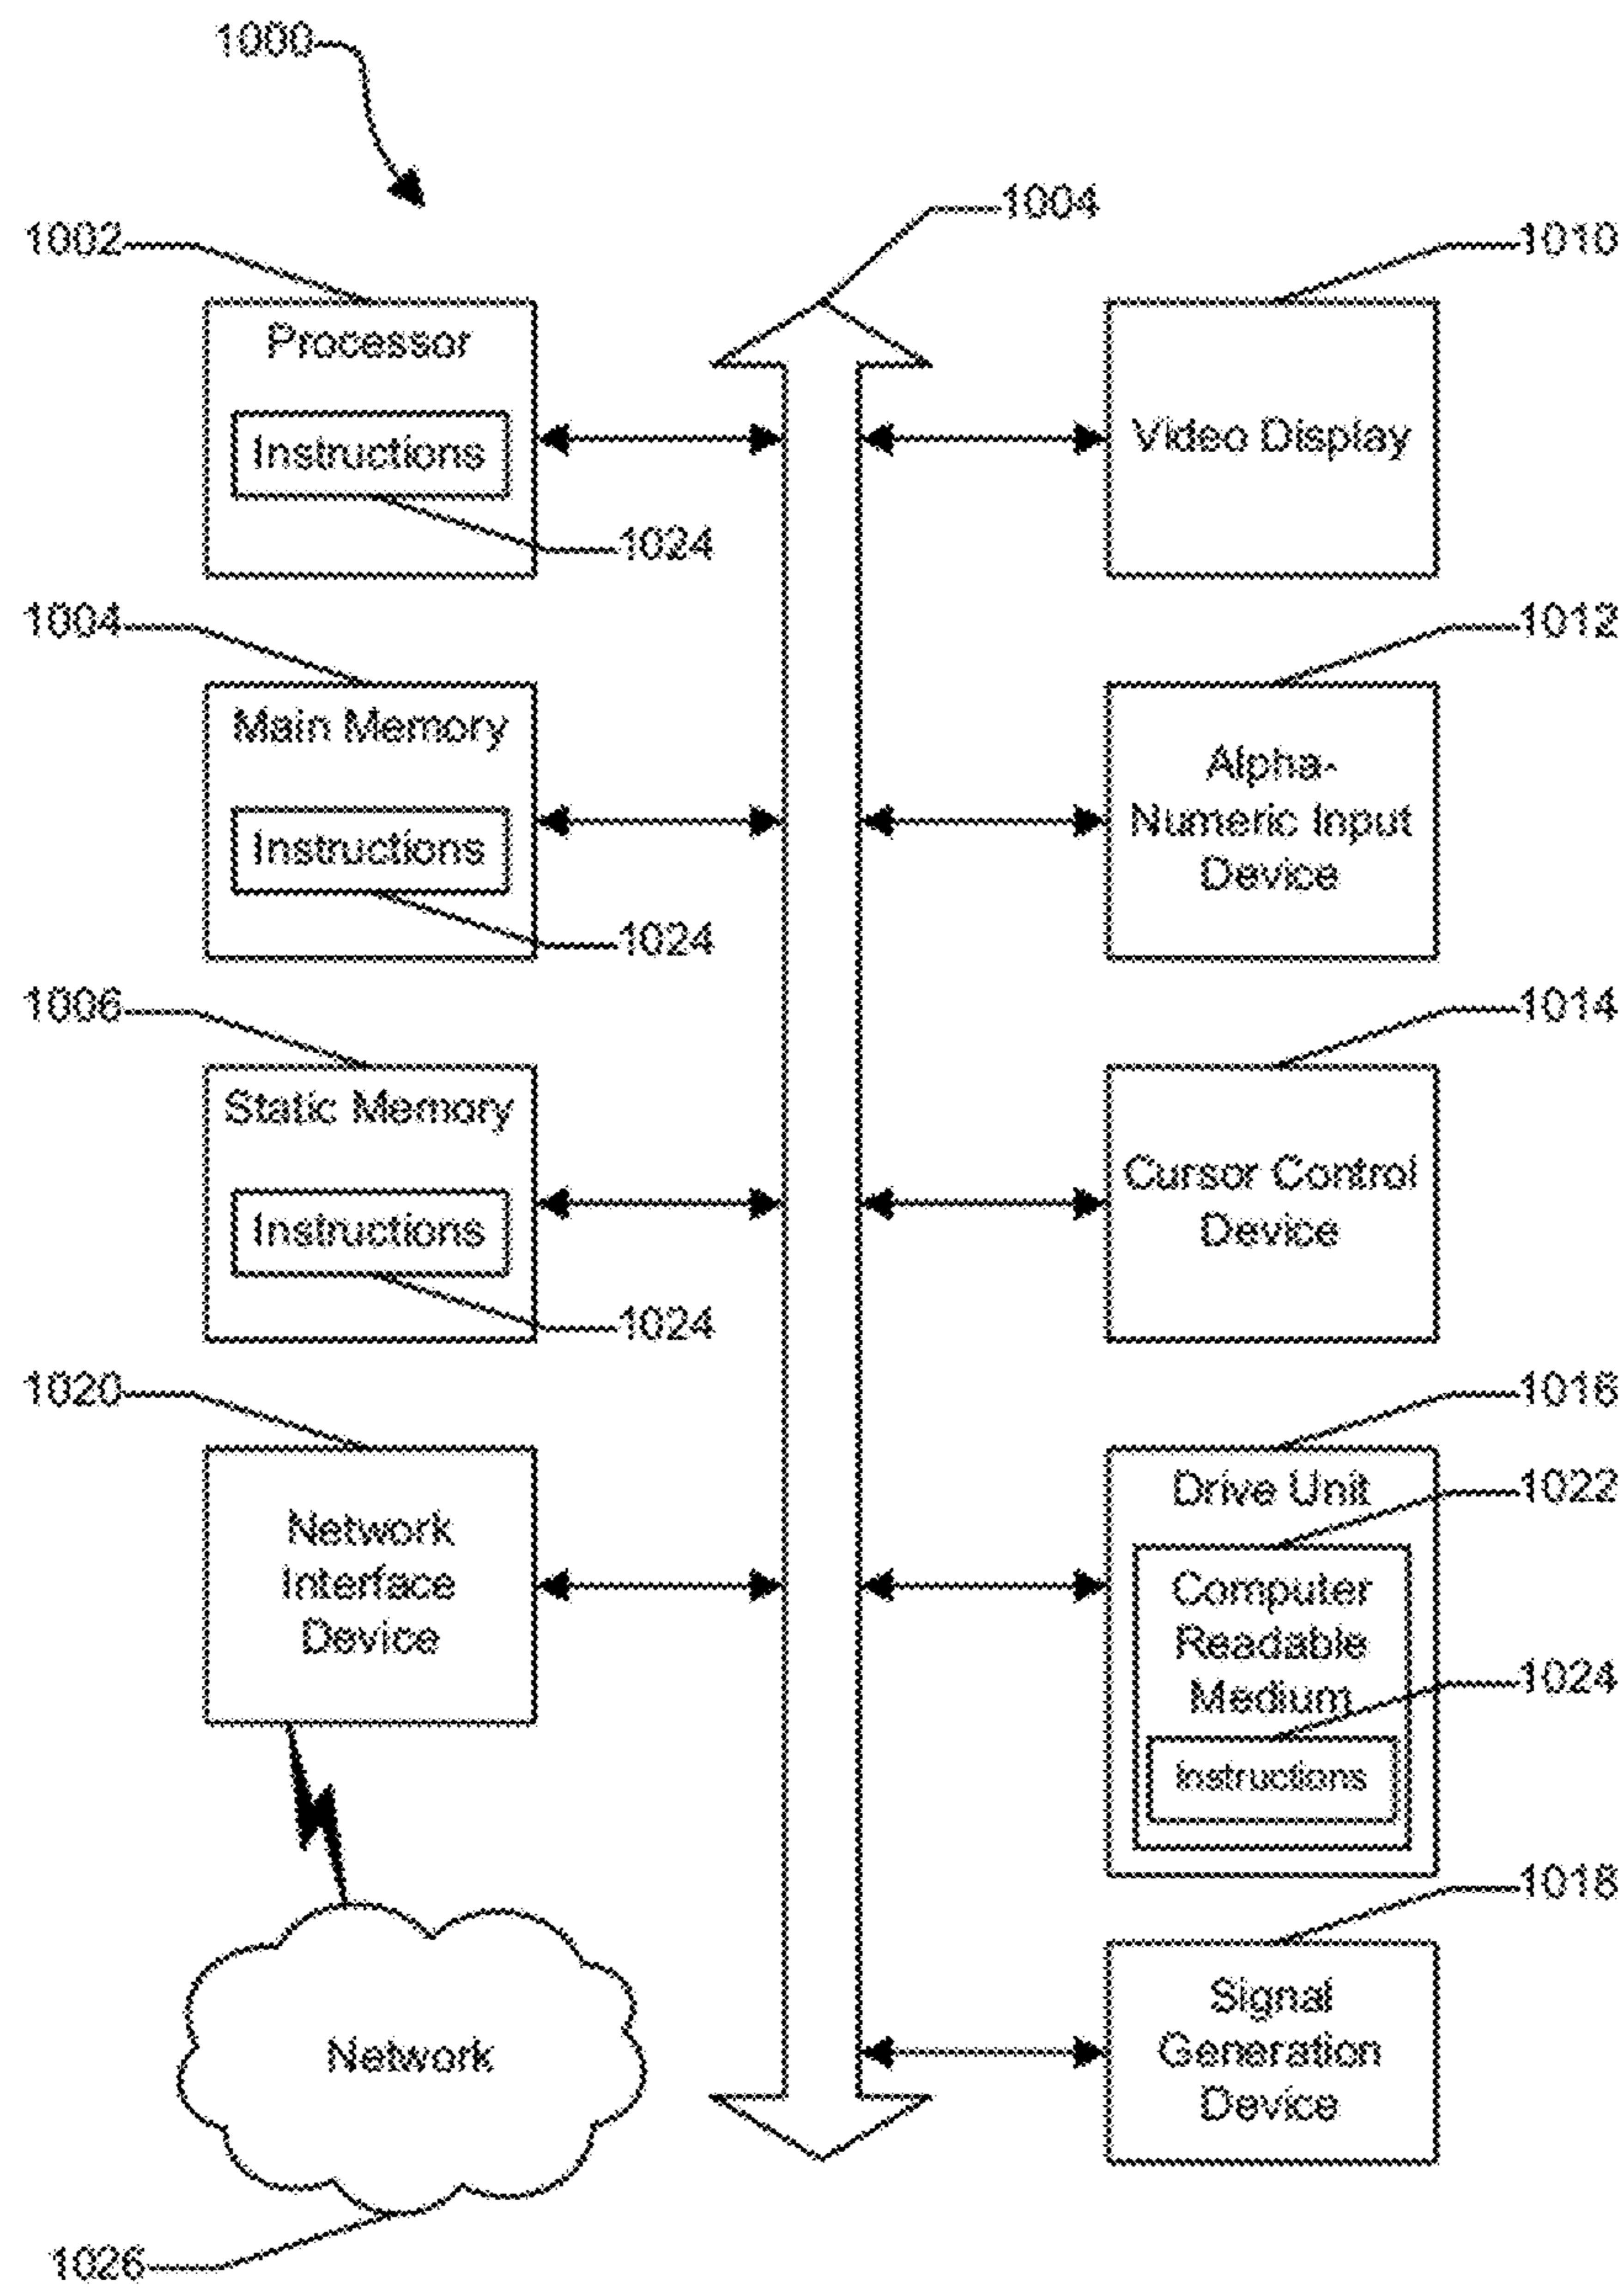 1000
1004
1002
1010
Processor
Instructions
Video Display
1024
1004
1012
Main Memory
Instructions
Alpha-
Numeric Input
Device
1024
1006
1014
Static Memory
Instructions
Cursor Control
Device
1024
1020
1016
Network
Interface
Device
Drive Unit
1022
Computer
Readable
Medium
1024
Instructions
1018
Network
Signal
Generation
Device
1026